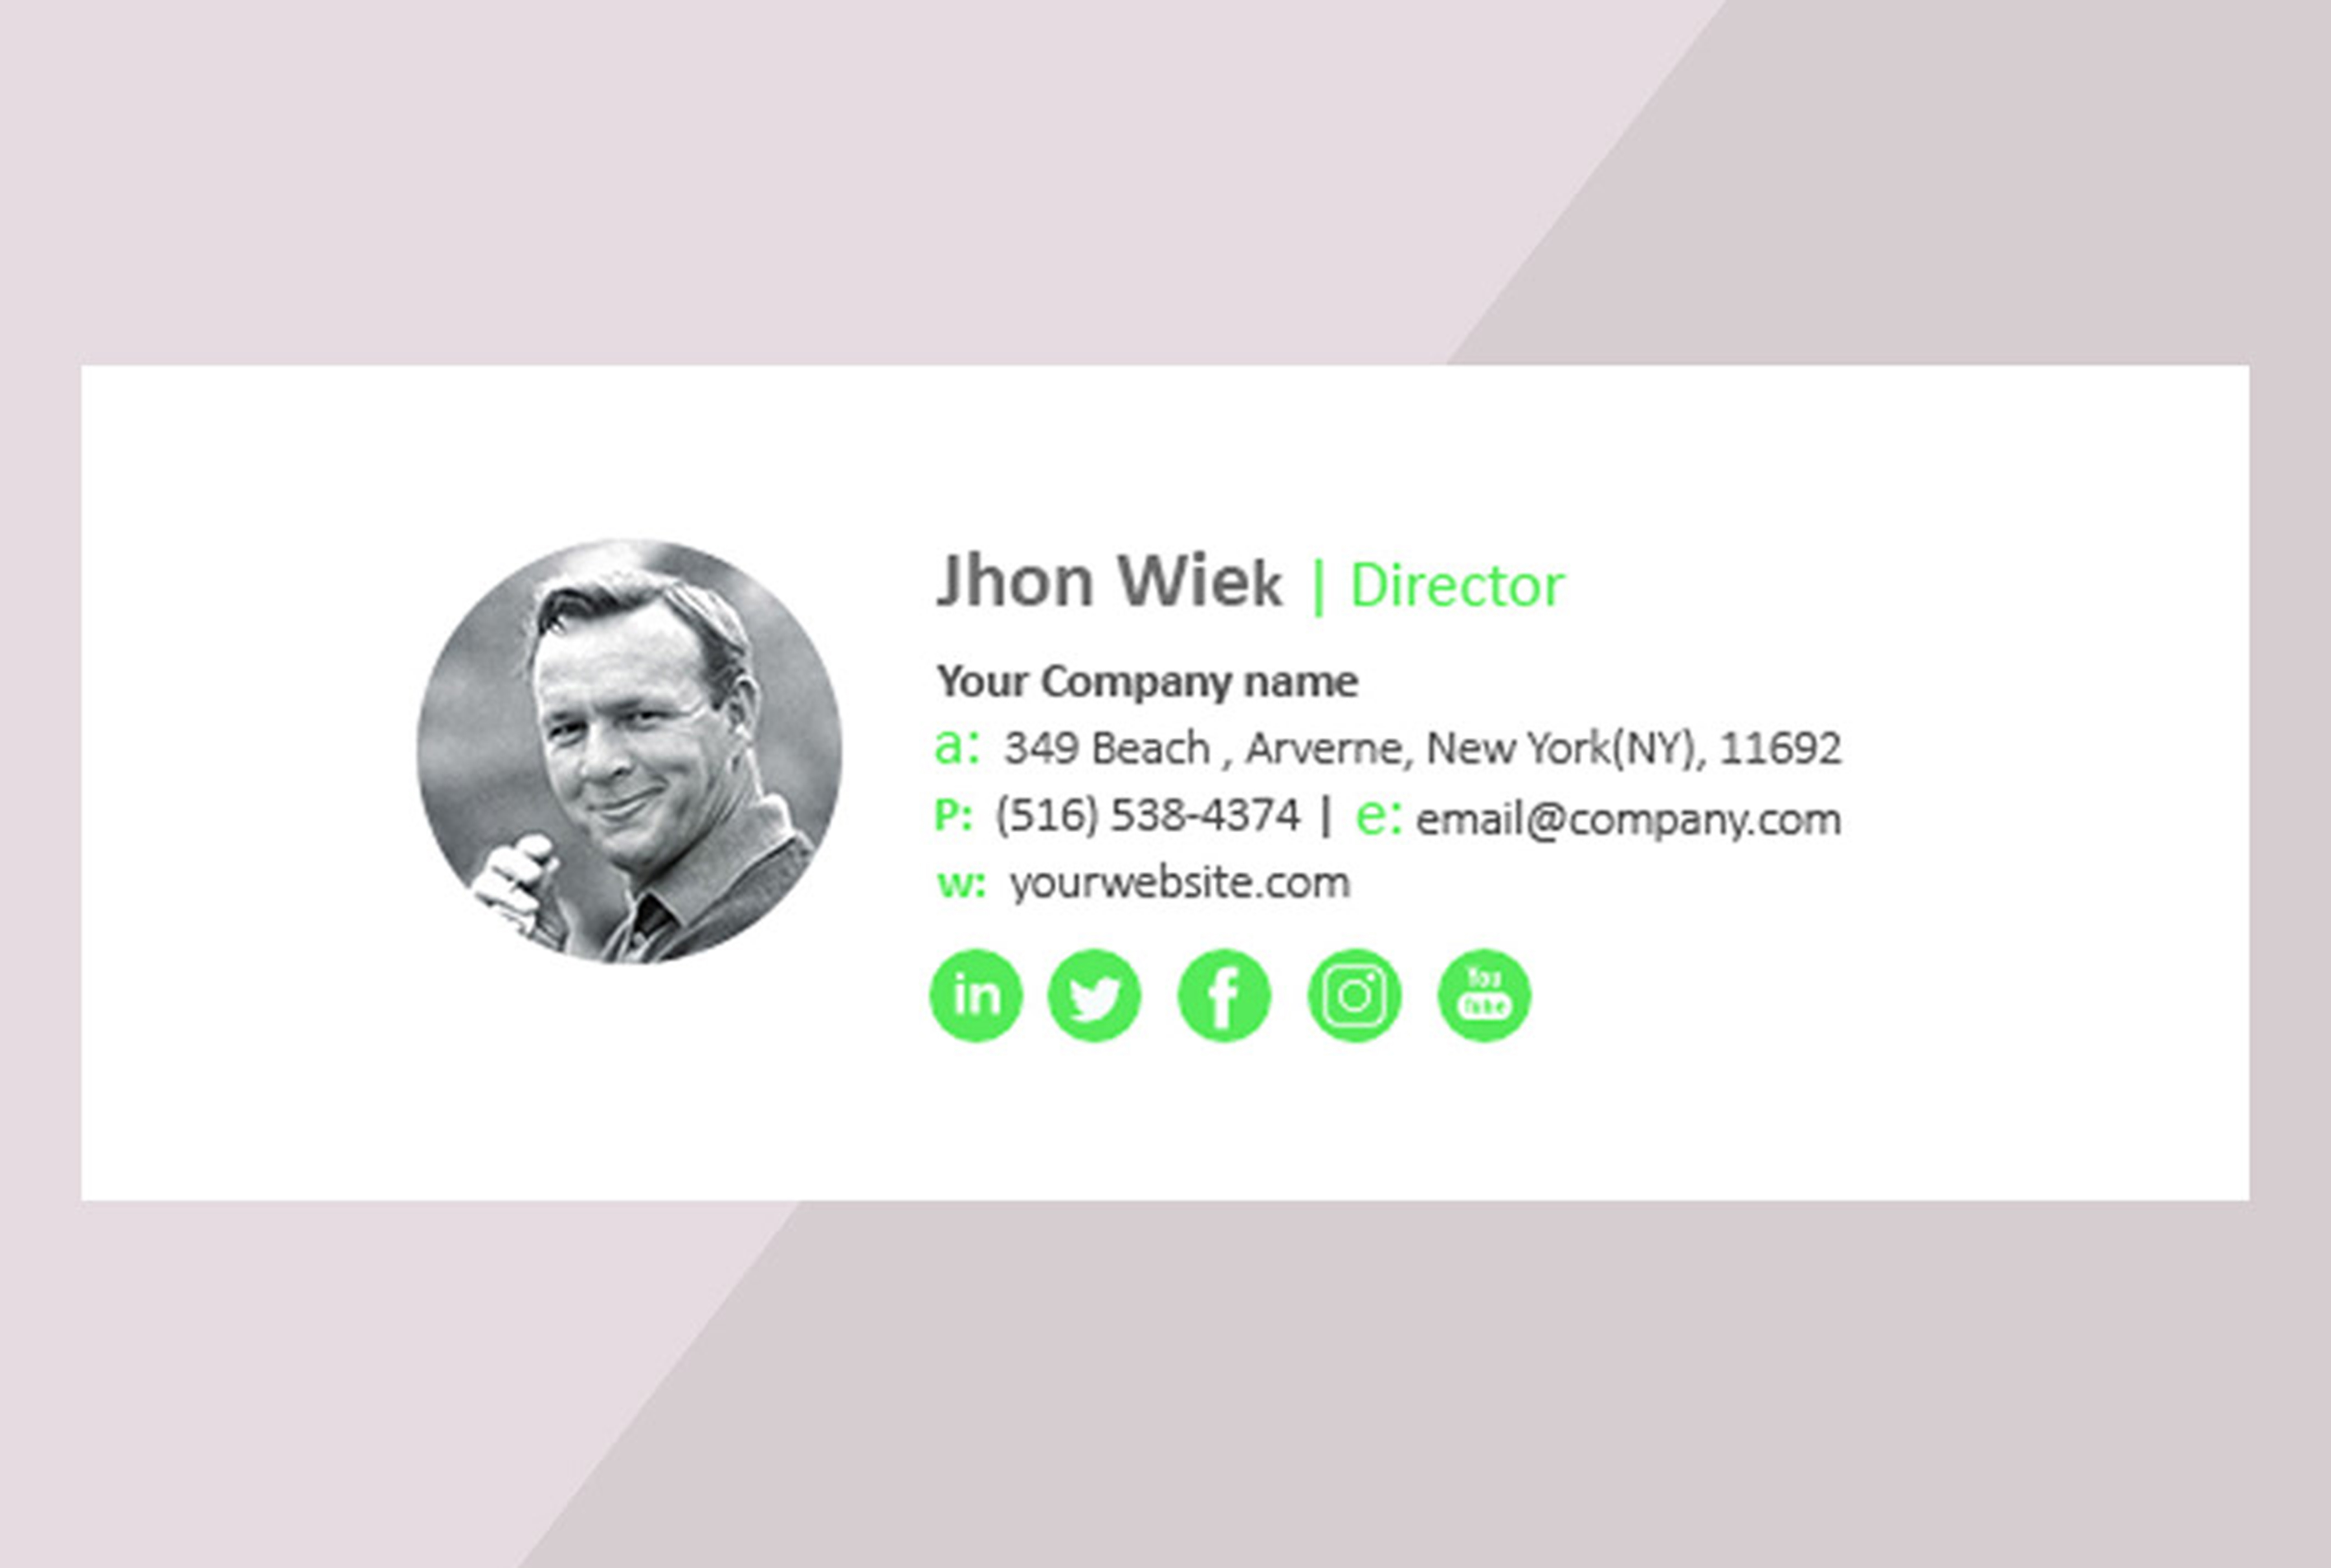 Jhon Wiek | Director
Your Company name
a: 349 Beach , Arverne, New York(NY), 11692
P: (516) 538-4374 | e: email@company.com
w: yourwebsite.com
in f You Tube